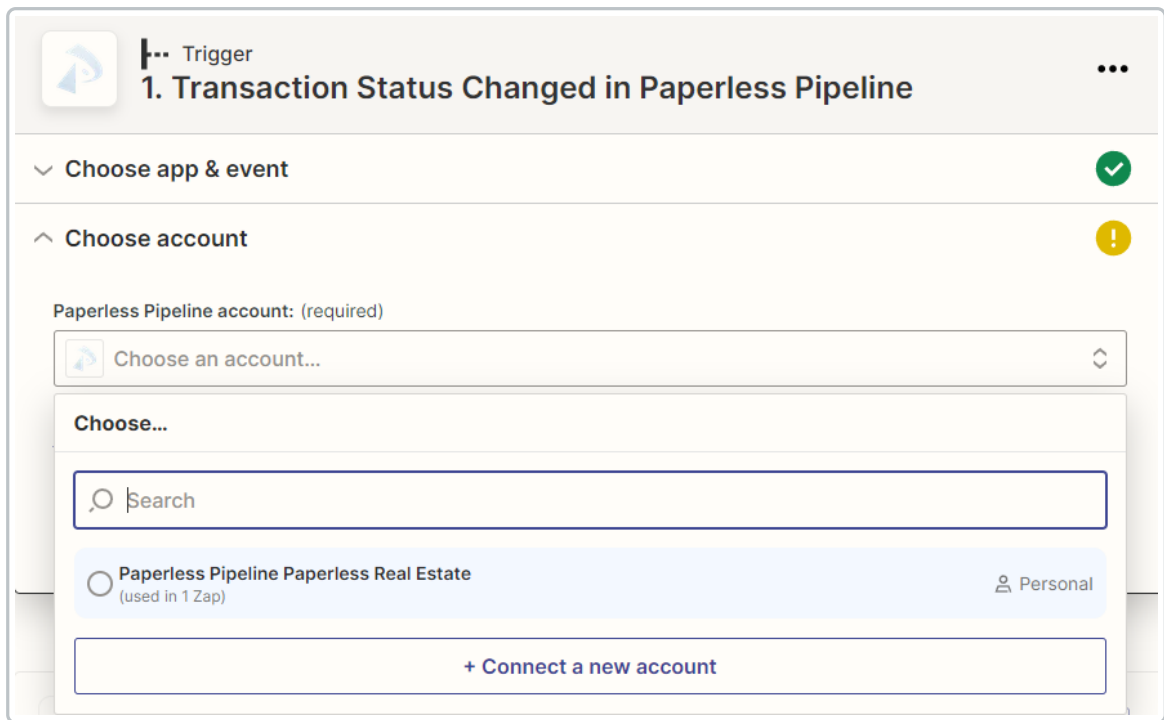 Trigger
1. Transaction Status Changed in Paperless Pipeline
Choose app & event
Choose account
Paperless Pipeline account: (required)
Choose an account...
Choose...
Search
Paperless Pipeline Paperless Real Estate
(used in 1 Zap)
Personal
+ Connect a new account